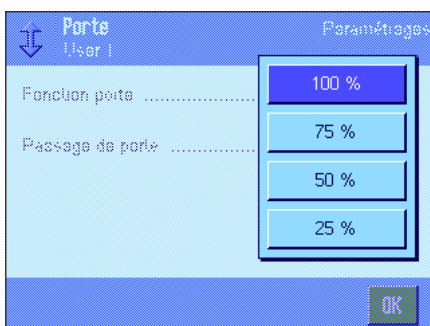 Porte
User 1
Paramétrages
Fonction porte ....................
Passage de porte ................
100 %
75 %
50 %
25 %
OK